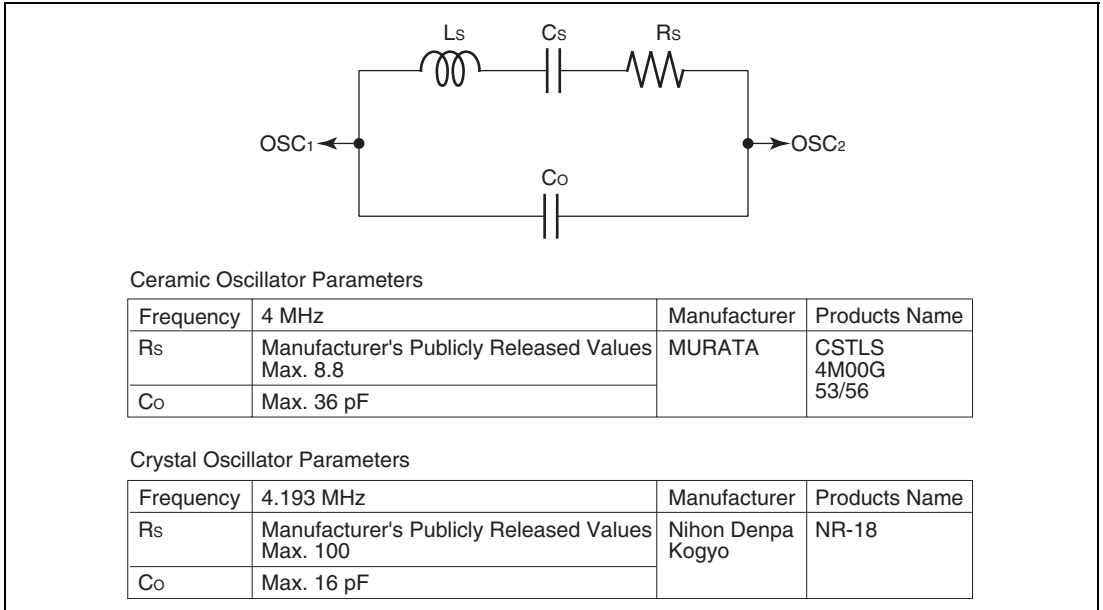 Ls Cs Rs
OSC1 OSC2
Co
Ceramic Oscillator Parameters
Frequency 4 MHz Manufacturer Products Name
Rs Manufacturer's Publicly Released Values MURATA CSTLS
Max. 8.8 4M00G
Co Max. 36 pF 53/56
Crystal Oscillator Parameters
Frequency 4.193 MHz Manufacturer Products Name
Rs Manufacturer's Publicly Released Values Nihon Denpa NR-18
Max. 100 Kogyo
Co Max. 16 pF